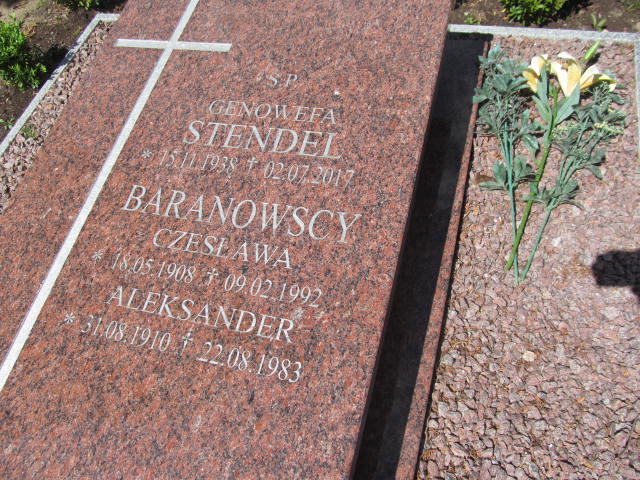 Ś.P.
GENOWEFA
STENDEL
* 15.11.1938 † 02.07.2017
BARANOWSCY
CZESŁAWA
* 18.05.1908 † 09.02.1992
ALEKSANDER
* 31.08.1910 † 22.08.1983